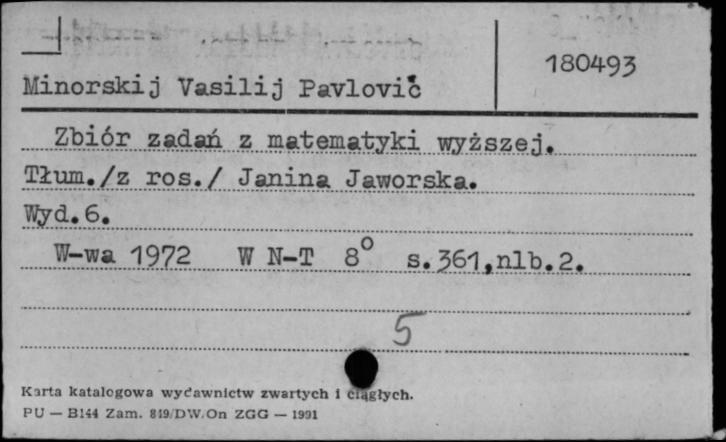 180493
Minorskij Vasilij Pavlovič
Zbiór zadań z matematyki wyższej.
Tłum./z ros./ Janina Jaworska.
Wyd.6.
W-wa 1972 W N-T 8° s.361,nlb.2.
5
Karta katalogowa wydawnictw zwartych i ciągłych.
PU — B144 Zam. 849/DW/On ZGG — 1991